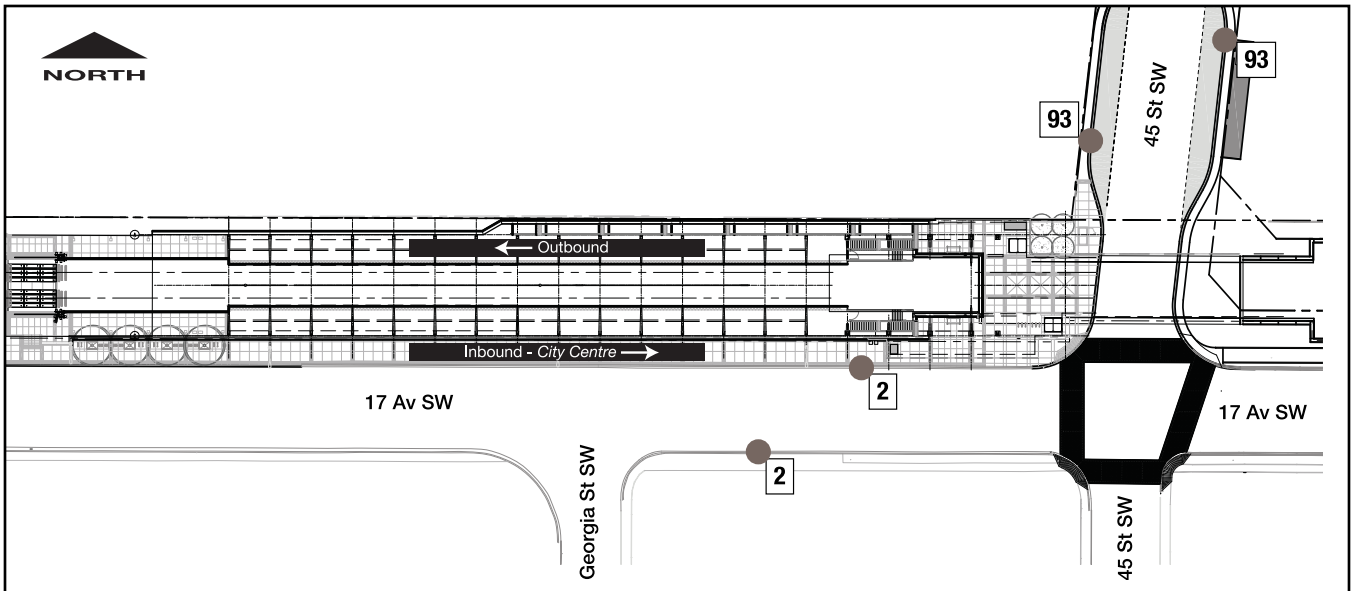 NORTH
93
93
45 St SW
Outbound
Inbound - City Centre
2
17 Av SW
17 Av SW
2
Georgia St SW
45 St SW